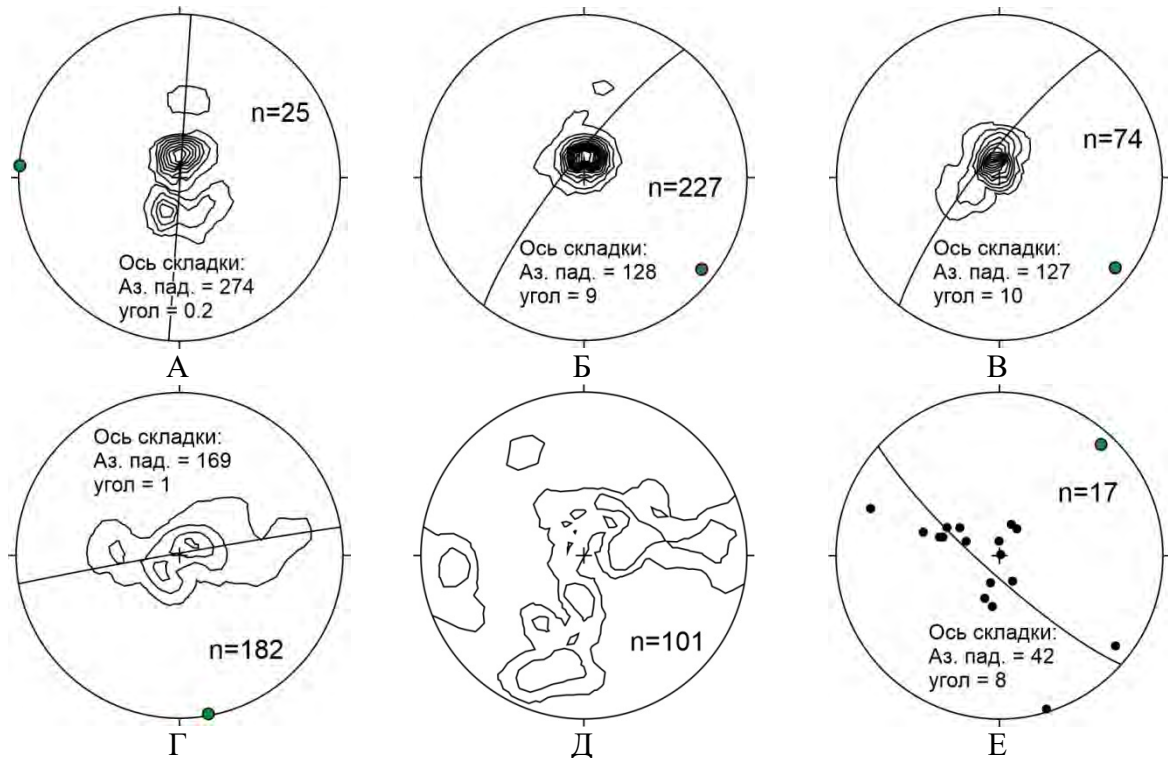 n=25
Ось складки:
Аз. пад. = 274
угол = 0.2
А
n=227
Ось складки:
Аз. пад. = 128
угол = 9
Б
n=74
Ось складки:
Аз. пад. = 127
угол = 10
В
Ось складки:
Аз. пад. = 169
угол = 1
n=182
Г
n=101
Д
n=17
Ось складки:
Аз. пад. = 42
угол = 8
Е